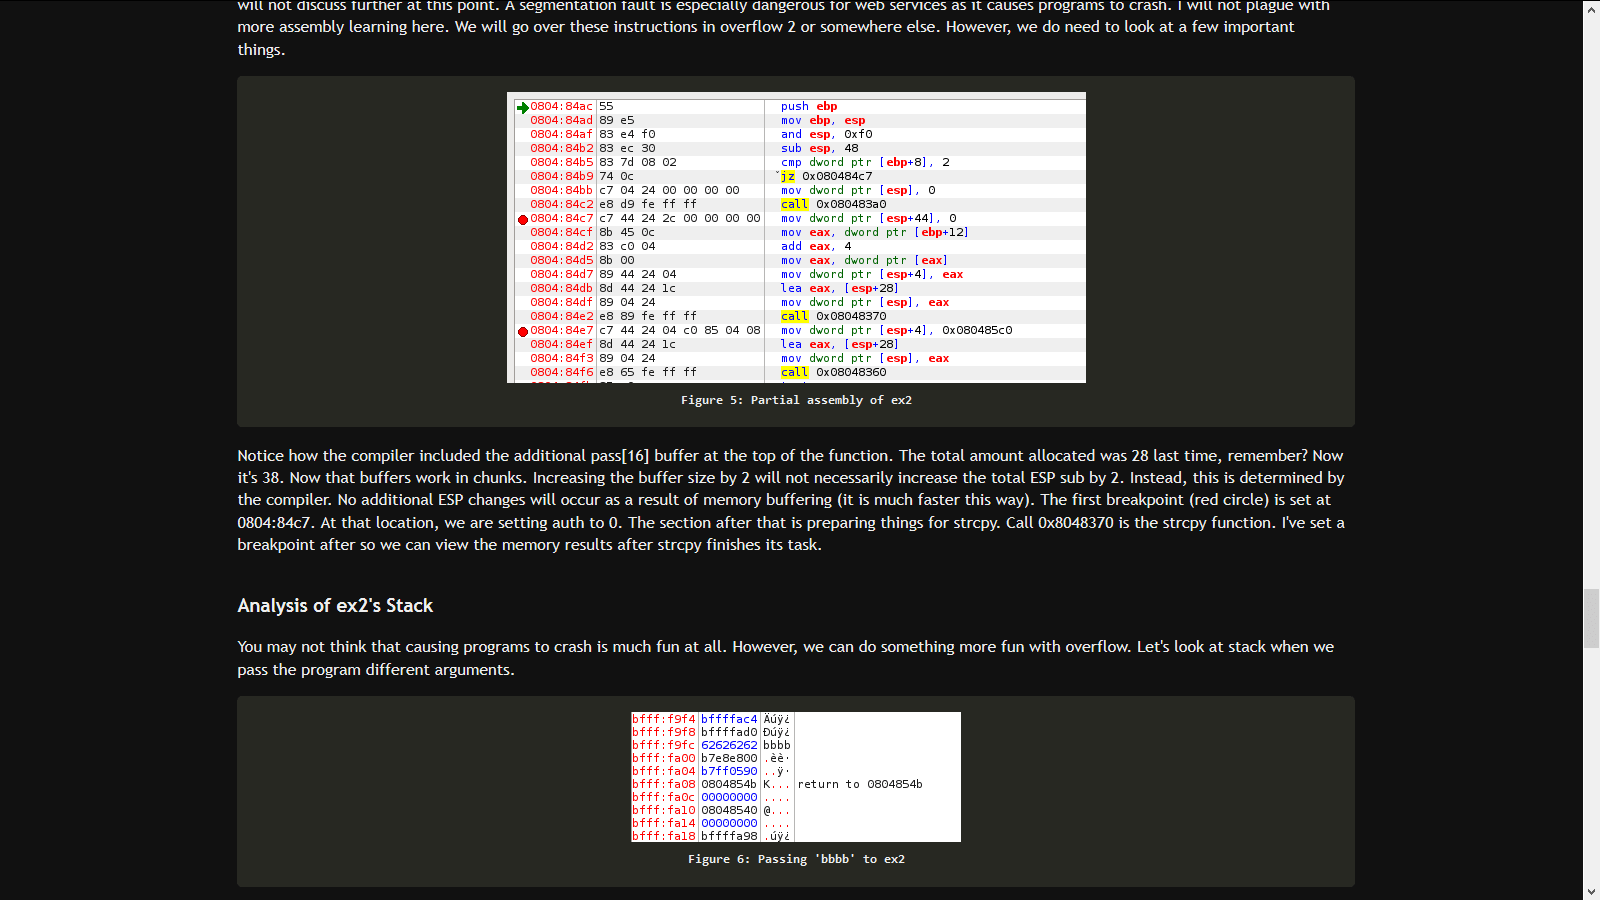 will not discuss further at this point. A segmentation fault is especially dangerous for web services as it causes programs to crash. I will not plague with
more assembly learning here. We will go over these instructions in overflow 2 or somewhere else. However, we do need to look at a few important
things.
0804:84ac 55 push ebp
0804:84ad 89 e5 mov ebp, esp
0804:84af 83 e4 f0 and esp, 0xf0
0804:84b2 83 ec 30 sub esp, 48
0804:84b5 83 7d 08 02 cmp dword ptr [ebp+8], 2
0804:84b9 74 0c jz 0x080484c7
0804:84bb c7 04 24 00 00 00 00 mov dword ptr [esp], 0
0804:84c2 e8 d9 fe ff ff call 0x080483a0
0804:84c7 c7 44 24 2c 00 00 00 00 mov dword ptr [esp+44], 0
0804:84cf 8b 45 0c mov eax, dword ptr [ebp+12]
0804:84d2 83 c0 04 add eax, 4
0804:84d5 8b 00 mov eax, dword ptr [eax]
0804:84d7 89 44 24 04 mov dword ptr [esp+4], eax
0804:84db 8d 44 24 1c lea eax, [esp+28]
0804:84df 89 04 24 mov dword ptr [esp], eax
0804:84e2 e8 89 fe ff ff call 0x08048370
0804:84e7 c7 44 24 04 c0 85 04 08 mov dword ptr [esp+4], 0x080485c0
0804:84ef 8d 44 24 1c lea eax, [esp+28]
0804:84f3 89 04 24 mov dword ptr [esp], eax
0804:84f6 e8 65 fe ff ff call 0x08048360
Figure 5: Partial assembly of ex2
Notice how the compiler included the additional pass[16] buffer at the top of the function. The total amount allocated was 28 last time, remember? Now
it's 38. Now that buffers work in chunks. Increasing the buffer size by 2 will not necessarily increase the total ESP sub by 2. Instead, this is determined by
the compiler. No additional ESP changes will occur as a result of memory buffering (it is much faster this way). The first breakpoint (red circle) is set at
0804:84c7. At that location, we are setting auth to 0. The section after that is preparing things for strcpy. Call 0x8048370 is the strcpy function. I've set a
breakpoint after so we can view the memory results after strcpy finishes its task.
Analysis of ex2's Stack
You may not think that causing programs to crash is much fun at all. However, we can do something more fun with overflow. Let's look at stack when we
pass the program different arguments.
bfff:f9f4 bffffac4 Äúÿ¿
bfff:f9f8 bffffad0 Ðúÿ¿
bfff:f9fc 62626262 bbbb
bfff:fa00 b7e8e800 .èè·
bfff:fa04 b7ff0590 ..ÿ·
bfff:fa08 0804854b K... return to 0804854b
bfff:fa0c 00000000 ....
bfff:fa10 08048540 @...
bfff:fa14 00000000 ....
bfff:fa18 bffffa98 .úÿ¿
Figure 6: Passing 'bbbb' to ex2